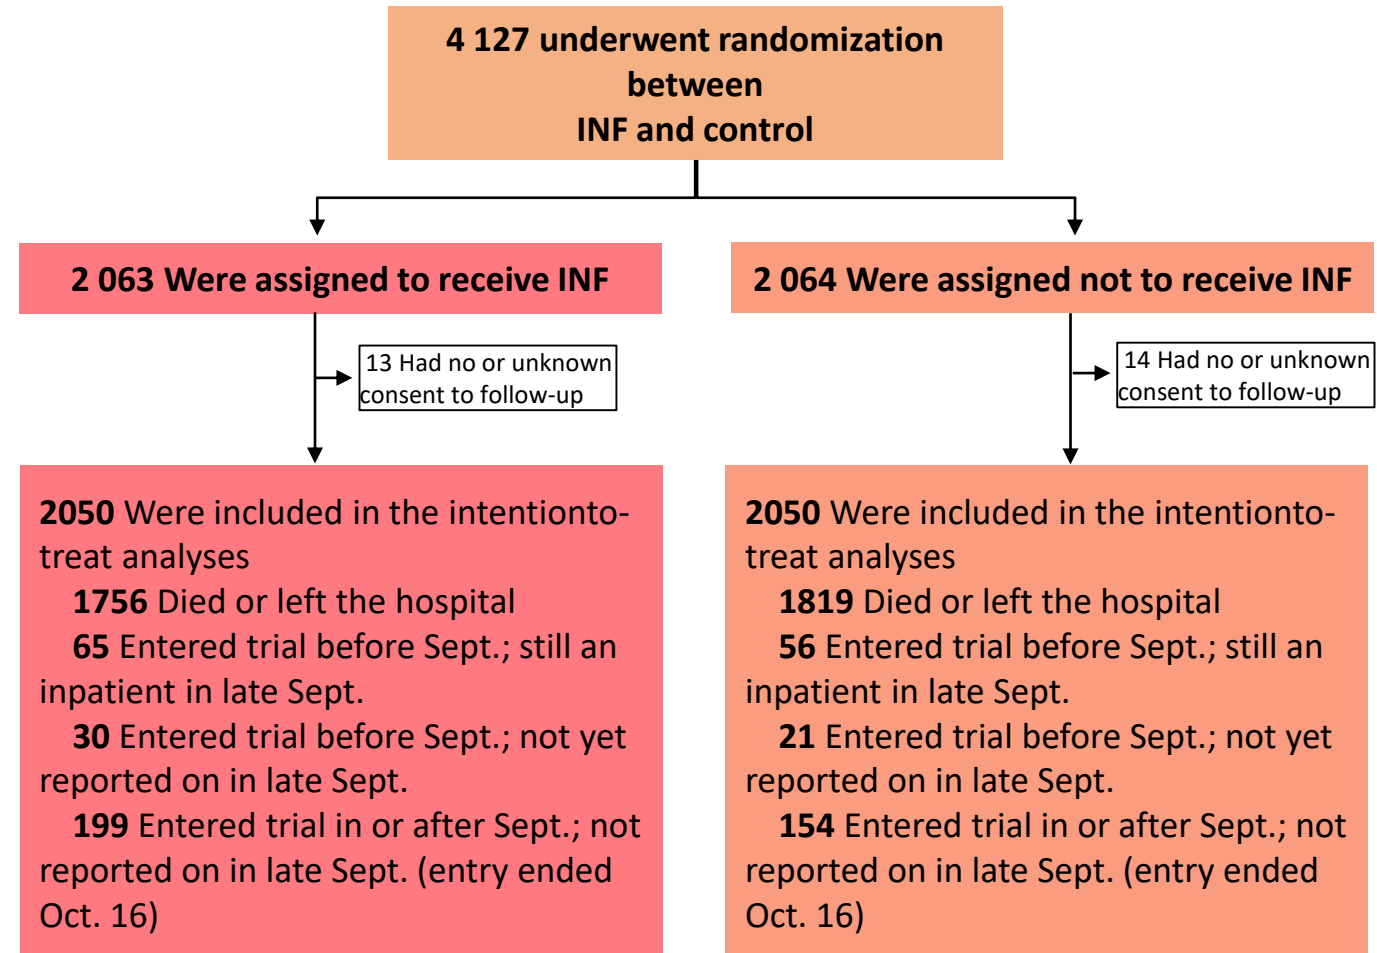 4 127 underwent randomization
between
INF and control
2 063 Were assigned to receive INF
2 064 Were assigned not to receive INF
13 Had no or unknown
consent to follow-up
14 Had no or unknown
consent to follow-up
2050 Were included in the intentionto-
treat analyses
1756 Died or left the hospital
65 Entered trial before Sept.; still an
inpatient in late Sept.
30 Entered trial before Sept.; not yet
reported on in late Sept.
199 Entered trial in or after Sept.; not
reported on in late Sept. (entry ended
Oct. 16)
2050 Were included in the intentionto-
treat analyses
1819 Died or left the hospital
56 Entered trial before Sept.; still an
inpatient in late Sept.
21 Entered trial before Sept.; not yet
reported on in late Sept.
154 Entered trial in or after Sept.; not
reported on in late Sept. (entry ended
Oct. 16)